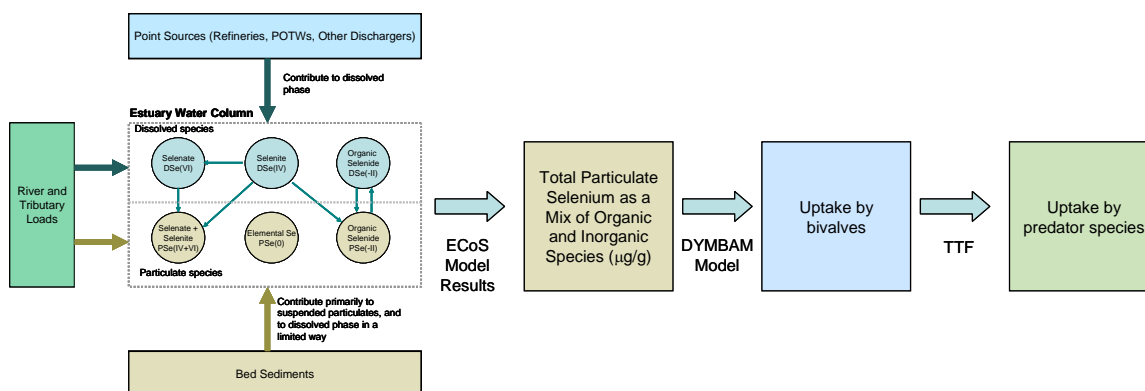 Point Sources (Refineries, POTWs, Other Dischargers)
Contribute to dissolved
phase
Estuary Water Column
Dissolved species
Selenate
DSe(VI)
Selenite
DSe(IV)
Organic
Selenide
DSe(-II)
River and
Tributary
Loads
Selenate +
Selenite
PSe(IV+VI)
Elemental Se
PSe(0)
Organic
Selenide
PSe(-II)
Particulate species
Contribute primarily to
suspended particulates, and
to dissolved phase in a
limited way
Bed Sediments
ECoS
Model
Results
Total Particulate
Selenium as a
Mix of Organic
and Inorganic
Species (μg/g)
DYMBAM
Model
Uptake by
bivalves
TTF
Uptake by
predator species